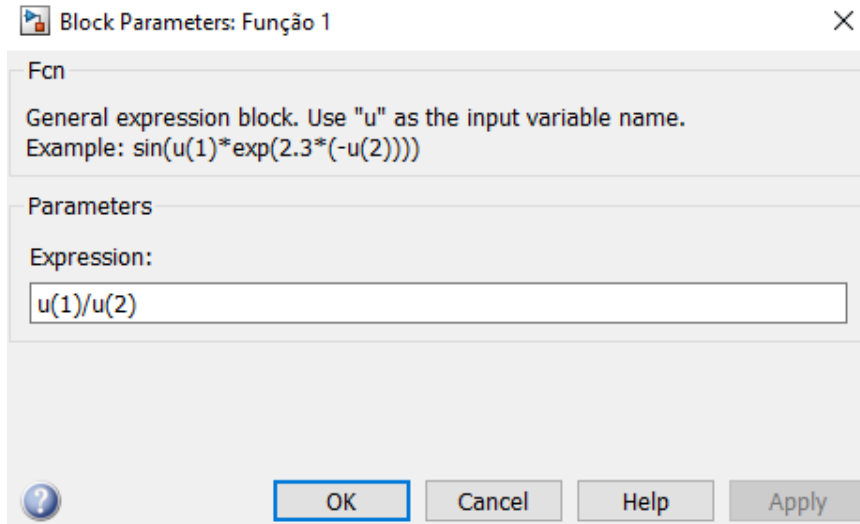 Block Parameters: Função 1
Fcn
General expression block. Use "u" as the input variable name.
Example: sin(u(1)*exp(2.3*(-u(2))))
Parameters
Expression:
u(1)/u(2)
?
OK
Cancel
Help
Apply